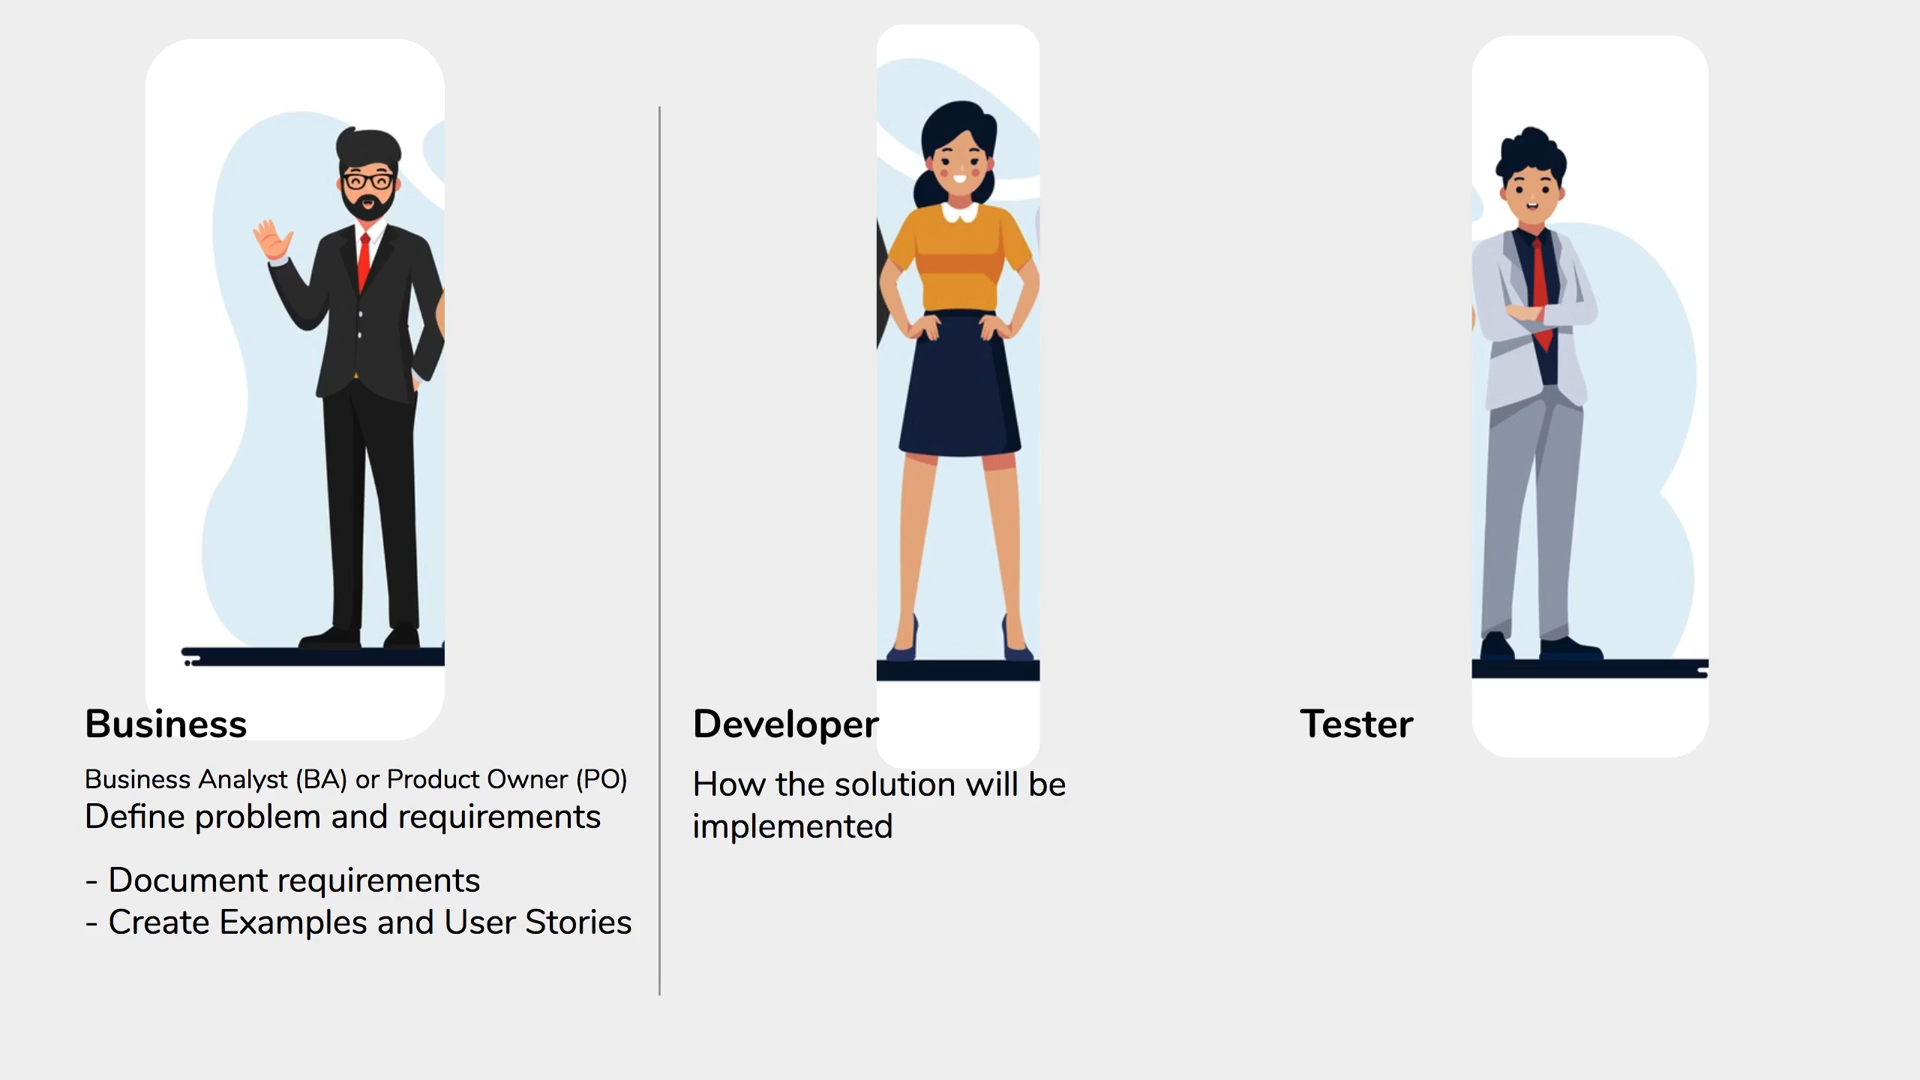 Business
Business Analyst (BA) or Product Owner (PO)
Define problem and requirements
- Document requirements
- Create Examples and User Stories
Developer
How the solution will be
implemented
Tester